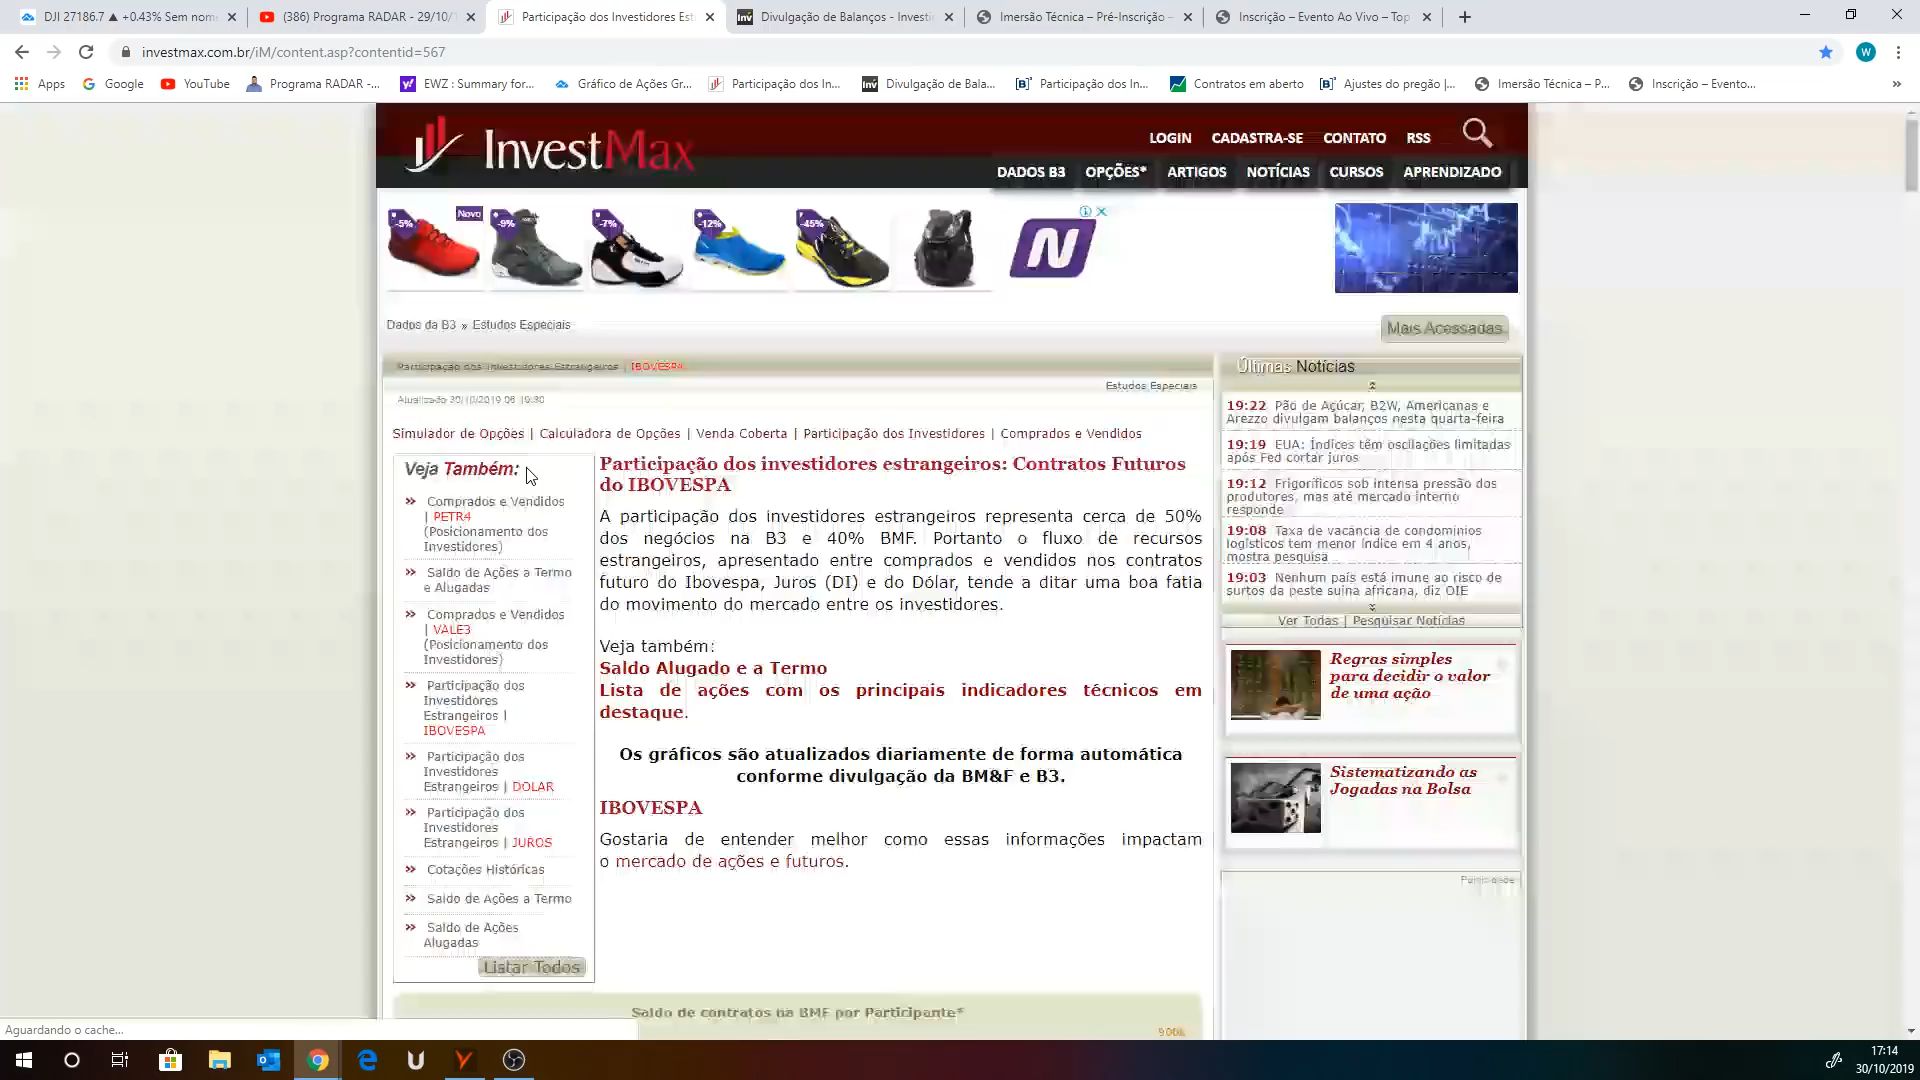 DJI 27186.7 ▲ +0.43% Sem nom
(386) Programa RADAR - 29/10/1
Participação dos Investidores Est
Divulgação de Balanços - Investi
Imersão Técnica – Pré-Inscrição –
Inscrição – Evento Ao Vivo – Top
investmax.com.br/iM/content.asp?contentid=567
W
Apps
Google
YouTube
Programa RADAR -...
EWZ : Summary for...
Gráfico de Ações Gr...
Participação dos In...
Divulgação de Bala...
Participação dos In...
Contratos em aberto
Ajustes do pregão |...
Imersão Técnica – P...
Inscrição – Evento...
InvestMax
LOGIN CADASTRA-SE CONTATO RSS
DADOS B3 OPÇÕES* ARTIGOS NOTÍCIAS CURSOS APRENDIZADO
-5%
Novo
-9%
-7%
-12%
-45%
N
Dados da B3 » Estudos Especiais
Mais Acessadas
Participação dos Investidores Estrangeiros | IBOVESPA
Estudos Especiais
Atualizado 30/10/2019 06:19:30
Simulador de Opções | Calculadora de Opções | Venda Coberta | Participação dos Investidores | Comprados e Vendidos
Veja Também:
» Comprados e Vendidos
| PETR4
(Posicionamento dos
Investidores)
» Saldo de Ações a Termo
e Alugadas
» Comprados e Vendidos
| VALE3
(Posicionamento dos
Investidores)
» Participação dos
Investidores
Estrangeiros |
IBOVESPA
» Participação dos
Investidores
Estrangeiros | DOLAR
» Participação dos
Investidores
Estrangeiros | JUROS
» Cotações Históricas
» Saldo de Ações a Termo
» Saldo de Ações
Alugadas
Listar Todos
Participação dos investidores estrangeiros: Contratos Futuros
do IBOVESPA
A participação dos investidores estrangeiros representa cerca de 50%
dos negócios na B3 e 40% BMF. Portanto o fluxo de recursos
estrangeiros, apresentado entre comprados e vendidos nos contratos
futuro do Ibovespa, Juros (DI) e do Dólar, tende a ditar uma boa fatia
do movimento do mercado entre os investidores.
Veja também:
Saldo Alugado e a Termo
Lista de ações com os principais indicadores técnicos em
destaque.
Os gráficos são atualizados diariamente de forma automática
conforme divulgação da BM&F e B3.
IBOVESPA
Gostaria de entender melhor como essas informações impactam
o mercado de ações e futuros.
Saldo de contratos na BMF por Participante*
Últimas Notícias
19:22 Pão de Açúcar, B2W, Americanas e
Arezzo divulgam balanços nesta quarta-feira
19:19 EUA: Índices têm oscilações limitadas
após Fed cortar juros
19:12 Frigoríficos sob intensa pressão dos
produtores, mas até mercado interno
responde
19:08 Taxa de vacância de condomínios
logísticos tem menor índice em 4 anos,
mostra pesquisa
19:03 Nenhum país está imune ao risco de
surtos da peste suína africana, diz OIE
Ver Todas | Pesquisar Notícias
Regras simples
para decidir o valor
de uma ação
Sistematizando as
Jogadas na Bolsa
Publicidade
Aguardando o cache...
17:14
30/10/2019